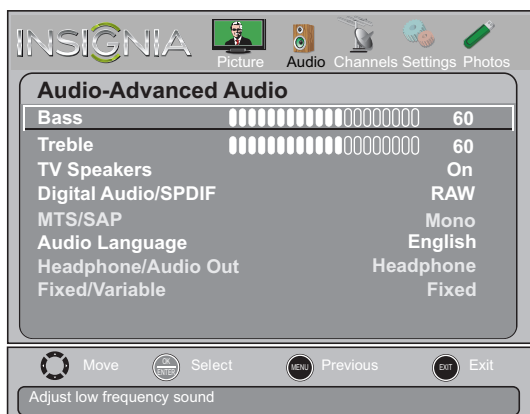 INSIGNIA
Picture Audio Channels Settings Photos
Audio-Advanced Audio
Bass 60
Treble 60
TV Speakers On
Digital Audio/SPDIF RAW
MTS/SAP Mono
Audio Language English
Headphone/Audio Out Headphone
Fixed/Variable Fixed
Move OK ENTER Select MENU Previous EXIT Exit
Adjust low frequency sound